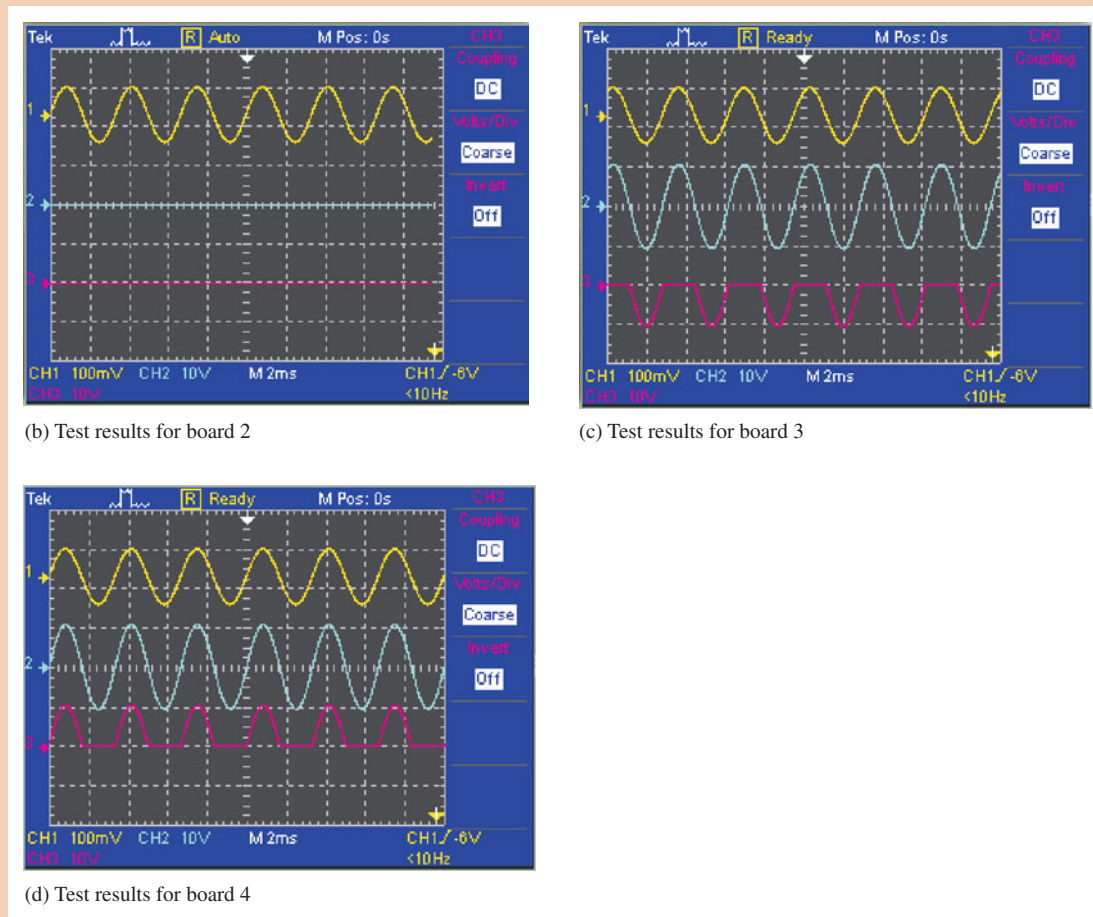 Tek R Auto M Pos: 0s CH3
Coupling
DC
1
Volts/Div
Coarse
Invert
2
Off
3
CH1 100mV CH2 10V M 2ms CH1 -6V
CH3 10V <10Hz
(b) Test results for board 2
Tek R Ready M Pos: 0s CH3
Coupling
DC
1
Volts/Div
Coarse
Invert
2
Off
3
CH1 100mV CH2 10V M 2ms CH1 -6V
CH3 10V <10Hz
(c) Test results for board 3
Tek R Ready M Pos: 0s CH3
Coupling
DC
1
Volts/Div
Coarse
Invert
2
Off
3
CH1 100mV CH2 10V M 2ms CH1 -6V
CH3 10V <10Hz
(d) Test results for board 4